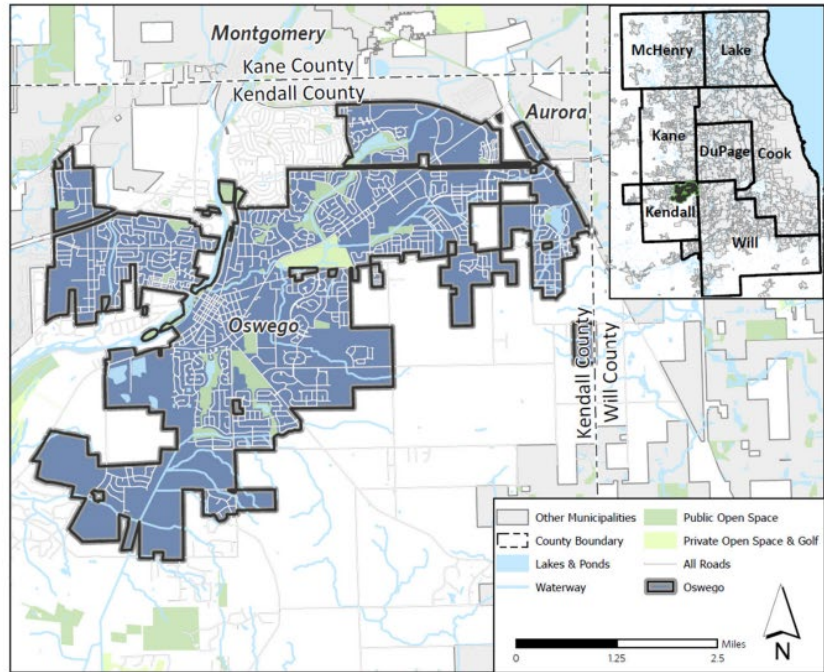 Montgomery
Kane County
Kendall County
Aurora
Oswego
Kendall County
Will County
McHenry
Lake
Kane
DuPage
Cook
Kendall
Will
Other Municipalities
County Boundary
Lakes & Ponds
Waterway
Public Open Space
Private Open Space & Golf
All Roads
Oswego
Miles
0 1.25 2.5
N